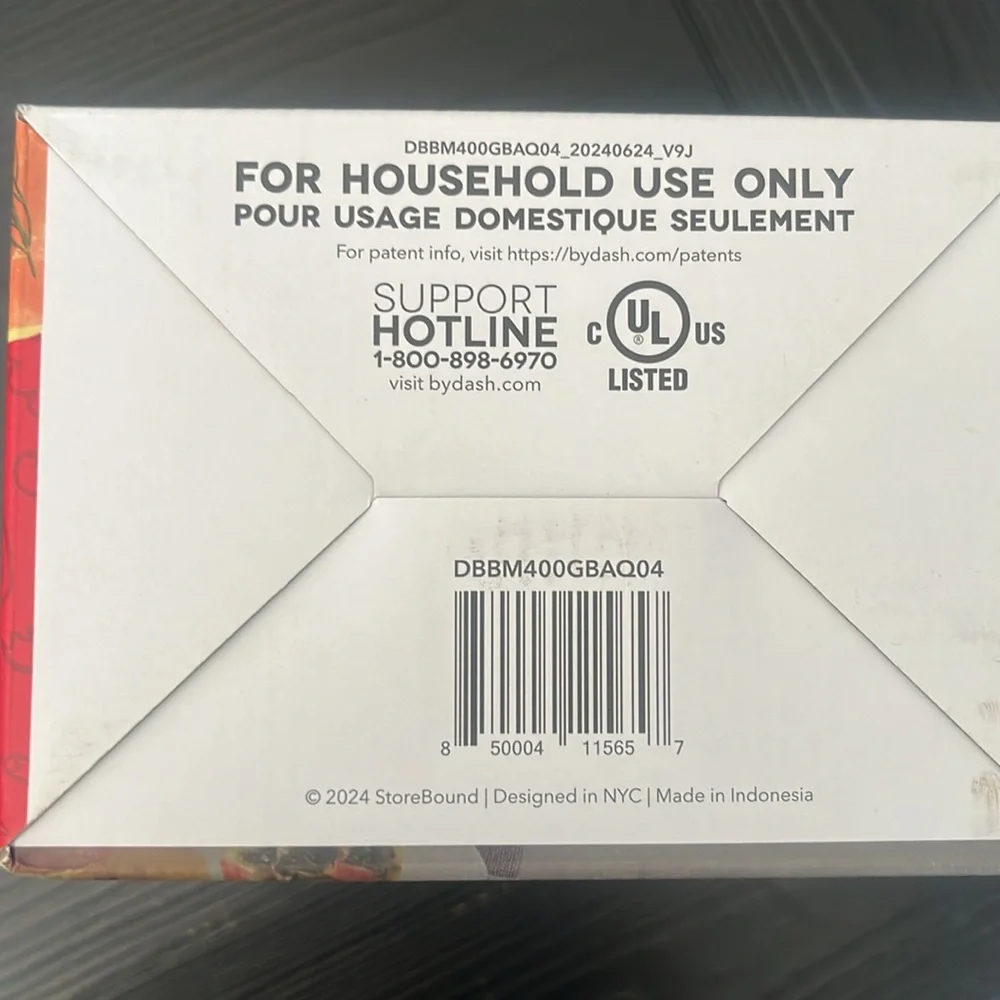 DBBM400GBAQ04_20240624_V9J
FOR HOUSEHOLD USE ONLY
POUR USAGE DOMESTIQUE SEULEMENT
For patent info, visit https://bydash.com/patents
SUPPORT
HOTLINE
1-800-898-6970
visit bydash.com
C UL® US
LISTED
DBBM400GBAQ04
8 50004 11565 7
© 2024 StoreBound | Designed in NYC | Made in Indonesia